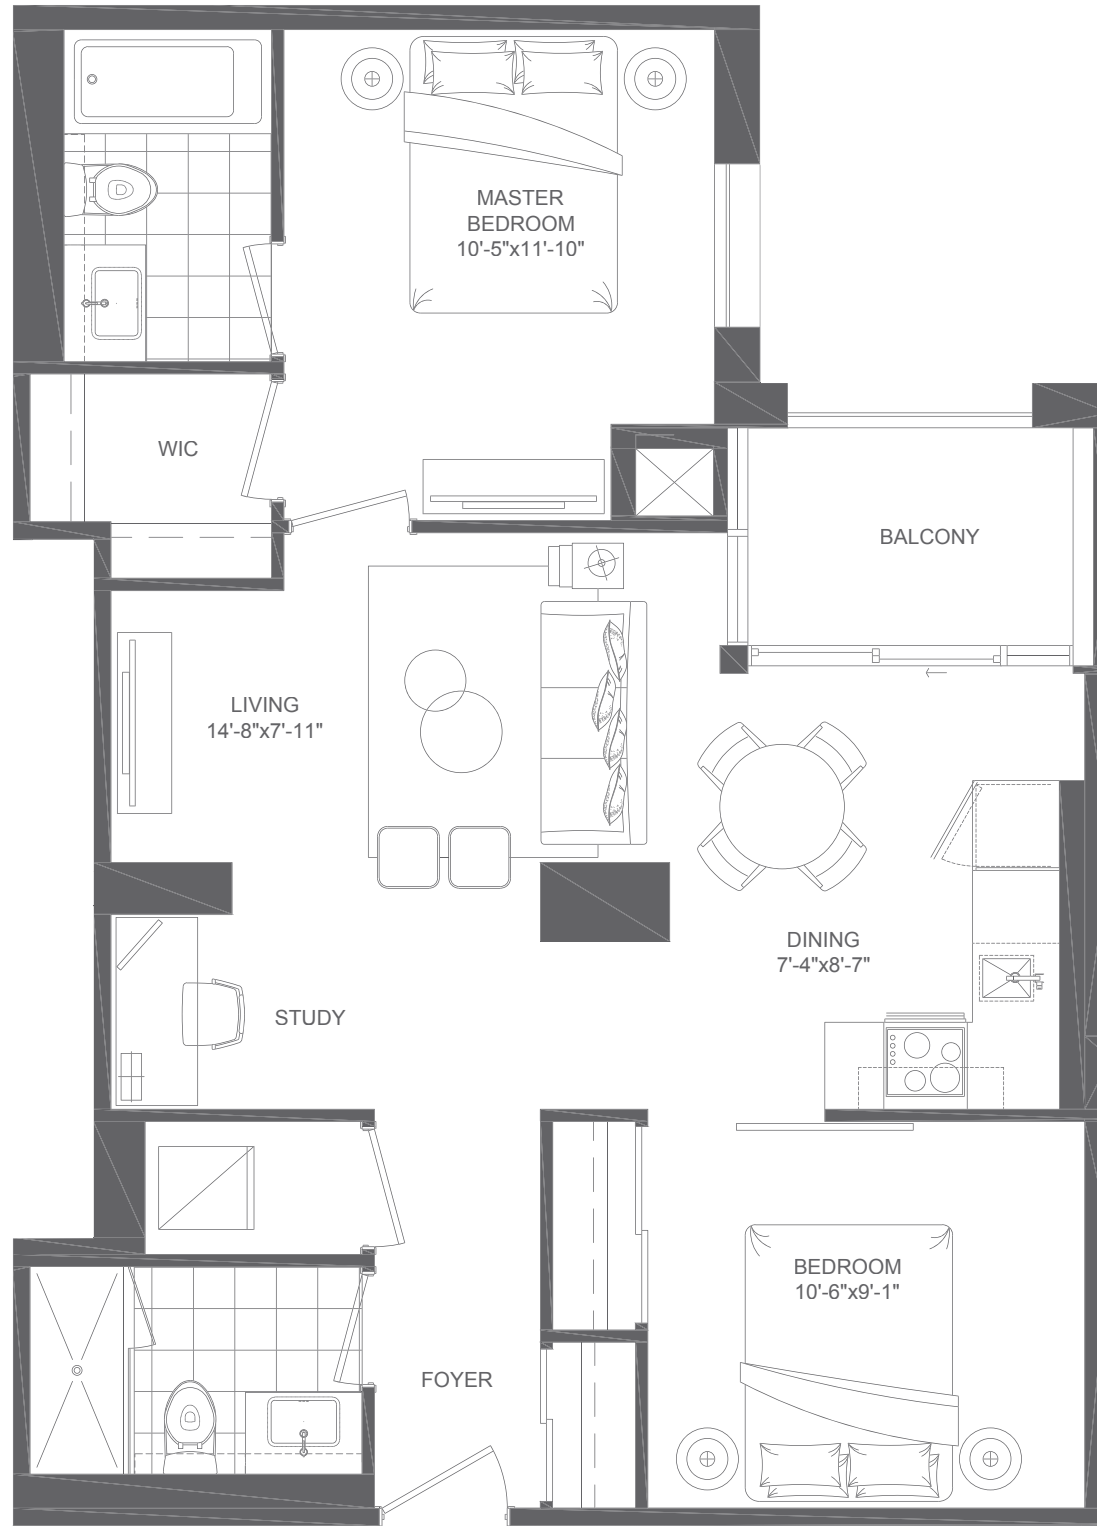 MASTER
BEDROOM
10'-5"x11'-10"
WIC
BALCONY
LIVING
14'-8"x7'-11"
DINING
7'-4"x8'-7"
STUDY
BEDROOM
10'-6"x9'-1"
FOYER